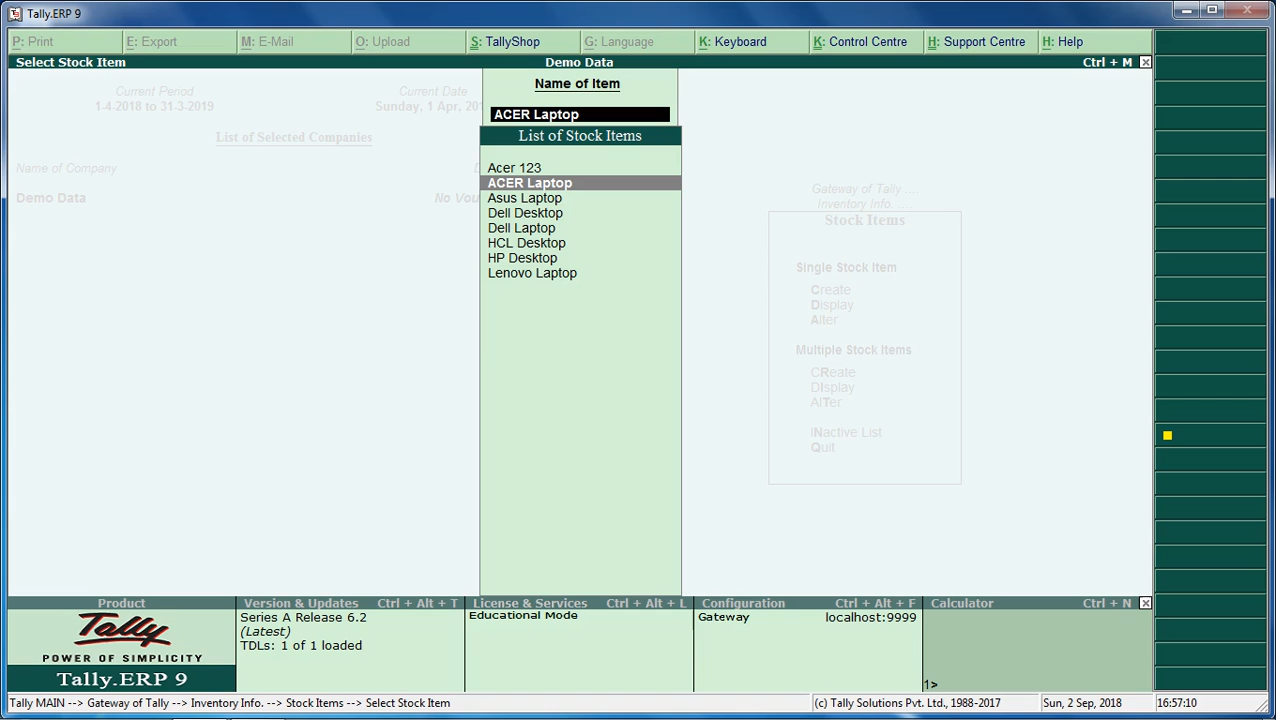 Tally.ERP 9
P: Print
E: Export
M: E-Mail
O: Upload
S: TallyShop
G: Language
K: Keyboard
K: Control Centre
H: Support Centre
H: Help
Select Stock Item
Demo Data
Ctrl + M
Current Period
1-4-2018 to 31-3-2019
Current Date
Sunday, 1 Apr, 201
List of Selected Companies
Name of Company
Demo Data
No Vou
Name of Item
ACER Laptop
List of Stock Items
Acer 123
ACER Laptop
Asus Laptop
Dell Desktop
Dell Laptop
HCL Desktop
HP Desktop
Lenovo Laptop
Gateway of Tally ....
Inventory Info. ....
Stock Items
Single Stock Item
Create
Display
Alter
Multiple Stock Items
CReate
DIsplay
AlTer
INactive List
Quit
Product
Tally
POWER OF SIMPLICITY
Tally.ERP 9
Version & Updates Ctrl + Alt + T
Series A Release 6.2
(Latest)
TDLs: 1 of 1 loaded
License & Services Ctrl + Alt + L
Educational Mode
Configuration Ctrl + Alt + F
Gateway localhost:9999
Calculator Ctrl + N
1>
Tally MAIN --> Gateway of Tally --> Inventory Info. --> Stock Items --> Select Stock Item
(c) Tally Solutions Pvt. Ltd., 1988-2017
Sun, 2 Sep, 2018
16:57:10